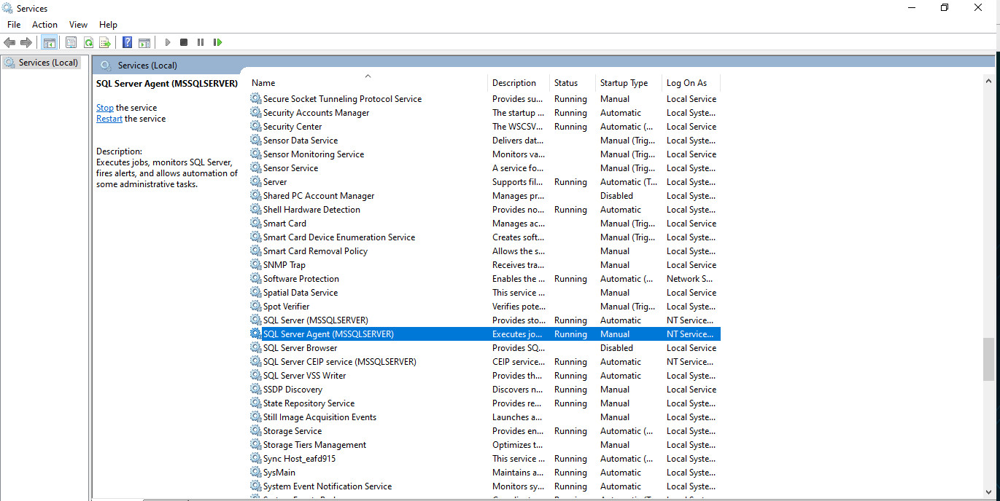 Services
File Action View Help
Services (Local)
Services (Local)
SQL Server Agent (MSSQLSERVER)
Stop the service
Restart the service
Description:
Executes jobs, monitors SQL Server,
fires alerts, and allows automation of
some administrative tasks.
Name Description Status Startup Type Log On As
Secure Socket Tunneling Protocol Service Provides su... Running Manual Local Service
Security Accounts Manager The startup ... Running Automatic Local Syste...
Security Center The WSCSV... Running Automatic (... Local Service
Sensor Data Service Delivers dat... Manual (Trig... Local Syste...
Sensor Monitoring Service Monitors va... Manual (Trig... Local Service
Sensor Service A service fo... Manual (Trig... Local Syste...
Server Supports fil... Running Automatic (T... Local Syste...
Shared PC Account Manager Manages pr... Disabled Local Syste...
Shell Hardware Detection Provides no... Running Automatic Local Syste...
Smart Card Manages ac... Manual (Trig... Local Service
Smart Card Device Enumeration Service Creates soft... Manual (Trig... Local Syste...
Smart Card Removal Policy Allows the s... Manual Local Syste...
SNMP Trap Receives tra... Manual Local Service
Software Protection Enables the ... Running Automatic (... Network S...
Spatial Data Service This service ... Manual Local Service
Spot Verifier Verifies pote... Manual (Trig... Local Syste...
SQL Server (MSSQLSERVER) Provides sto... Running Automatic NT Service...
SQL Server Agent (MSSQLSERVER) Executes jo... Running Manual NT Service...
SQL Server Browser Provides SQ... Disabled Local Service
SQL Server CEIP service (MSSQLSERVER) CEIP service... Running Automatic NT Service...
SQL Server VSS Writer Provides th... Running Automatic Local Syste...
SSDP Discovery Discovers n... Running Manual Local Service
State Repository Service Provides re... Running Manual Local Syste...
Still Image Acquisition Events Launches a... Manual Local Syste...
Storage Service Provides en... Running Automatic (... Local Syste...
Storage Tiers Management Optimizes t... Manual Local Syste...
Sync Host_eafd915 This service ... Running Automatic (... Local Syste...
SysMain Maintains a... Running Automatic Local Syste...
System Event Notification Service Monitors sy... Running Automatic Local Syste...